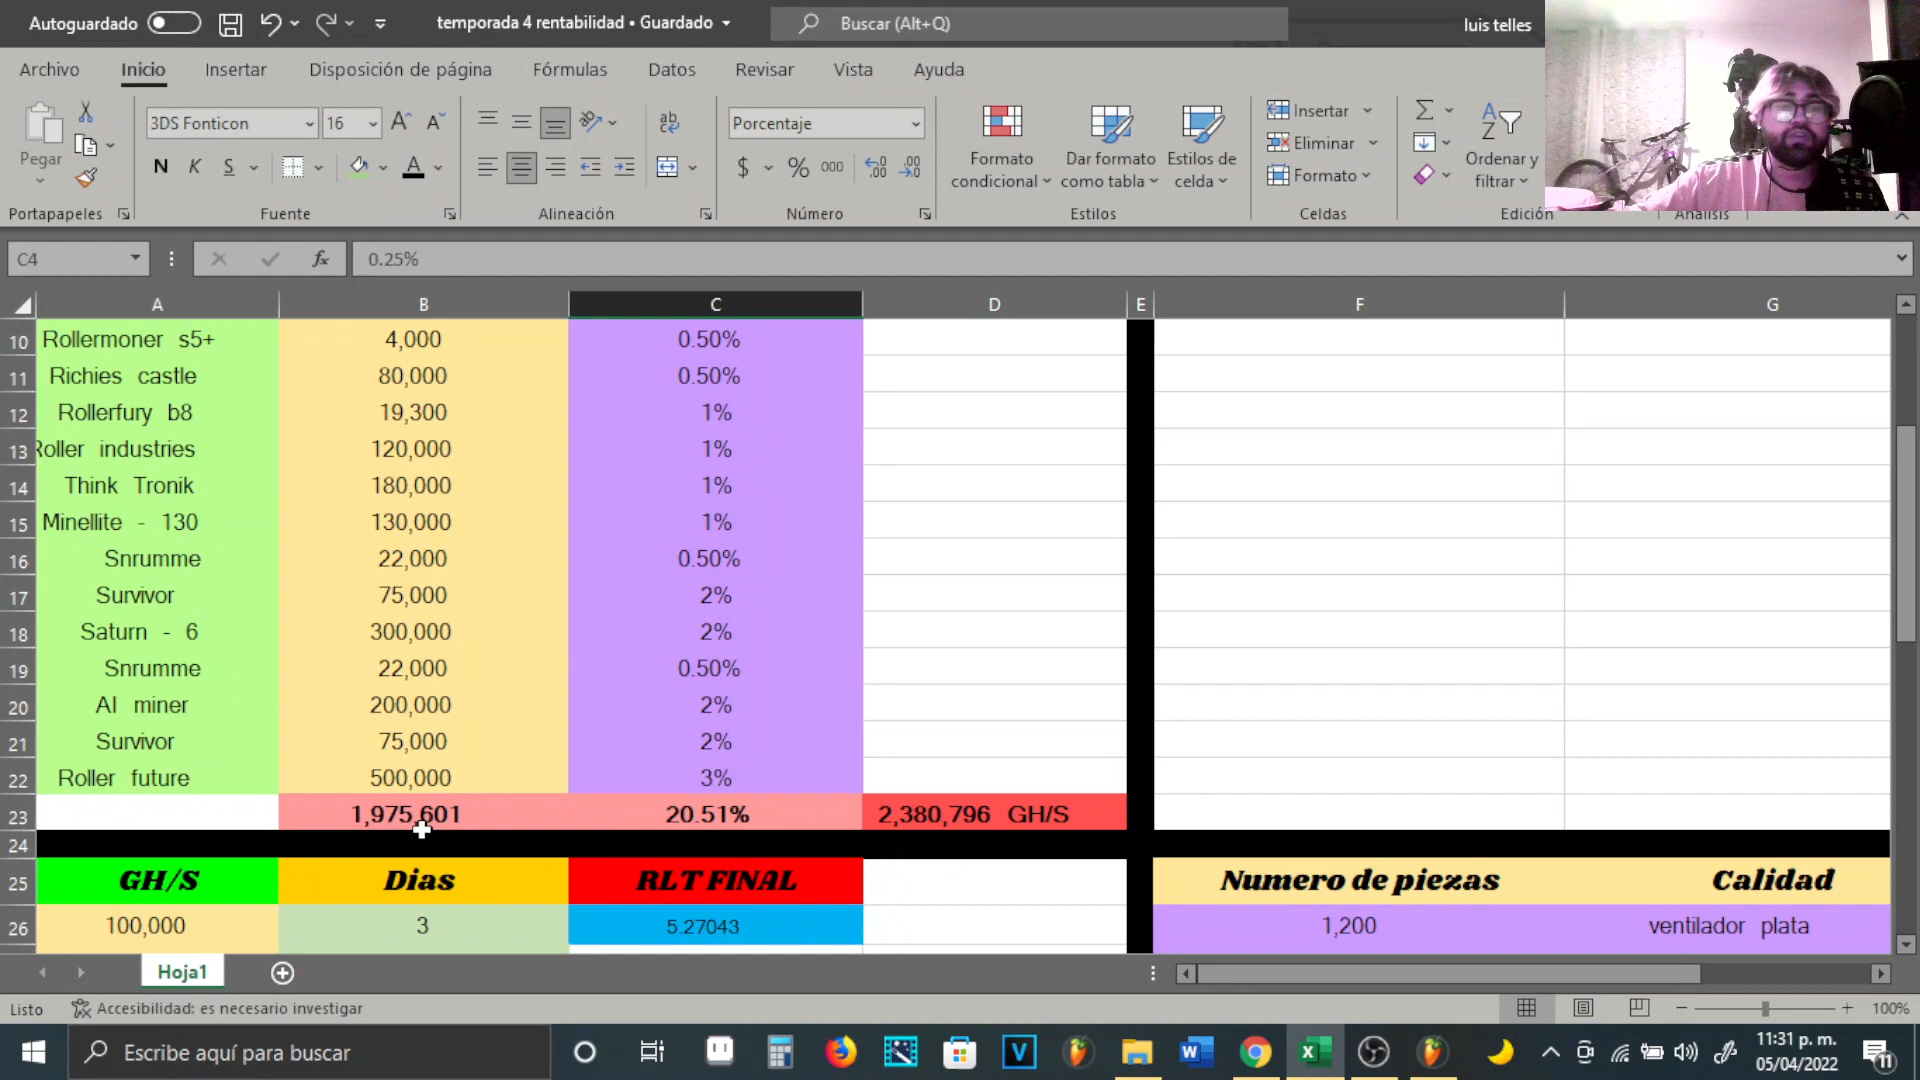 Autoguardado temporada 4 rentabilidad • Guardado Buscar (Alt+Q) luis telles
Archivo Inicio Insertar Disposición de página Fórmulas Datos Revisar Vista Ayuda
Pegar
3DS Fonticon 16
N K S A
ab
Porcentaje
$ % 000
Formato condicional
Dar formato como tabla
Estilos de celda
Insertar
Eliminar
Formato
Ordenar y filtrar
Portapapeles Fuente Alineación Número Estilos Celdas Edición Análisis
C4 fx 0.25%
A B C D E F G
10 Rollermoner s5+ 4,000 0.50%
11 Richies castle 80,000 0.50%
12 Rollerfury b8 19,300 1%
13 Roller industries 120,000 1%
14 Think Tronik 180,000 1%
15 Minellite - 130 130,000 1%
16 Snrumme 22,000 0.50%
17 Survivor 75,000 2%
18 Saturn - 6 300,000 2%
19 Snrumme 22,000 0.50%
20 AI miner 200,000 2%
21 Survivor 75,000 2%
22 Roller future 500,000 3%
23 1,975,601 20.51% 2,380,796 GH/S
24
25 GH/S Dias RLT FINAL Numero de piezas Calidad
26 100,000 3 5.27043 1,200 ventilador plata
Hoja1
Listo Accesibilidad: es necesario investigar 100%
Escribe aquí para buscar 11:31 p. m.
05/04/2022
11